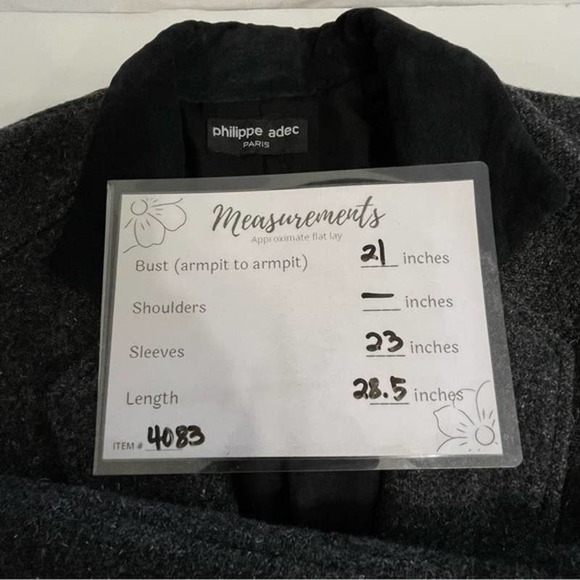 philippe adec
PARIS
Measurements
Approximate flat lay
Bust (armpit to armpit) 21 inches
Shoulders — inches
Sleeves 23 inches
Length 28.5 inches
ITEM # 4083